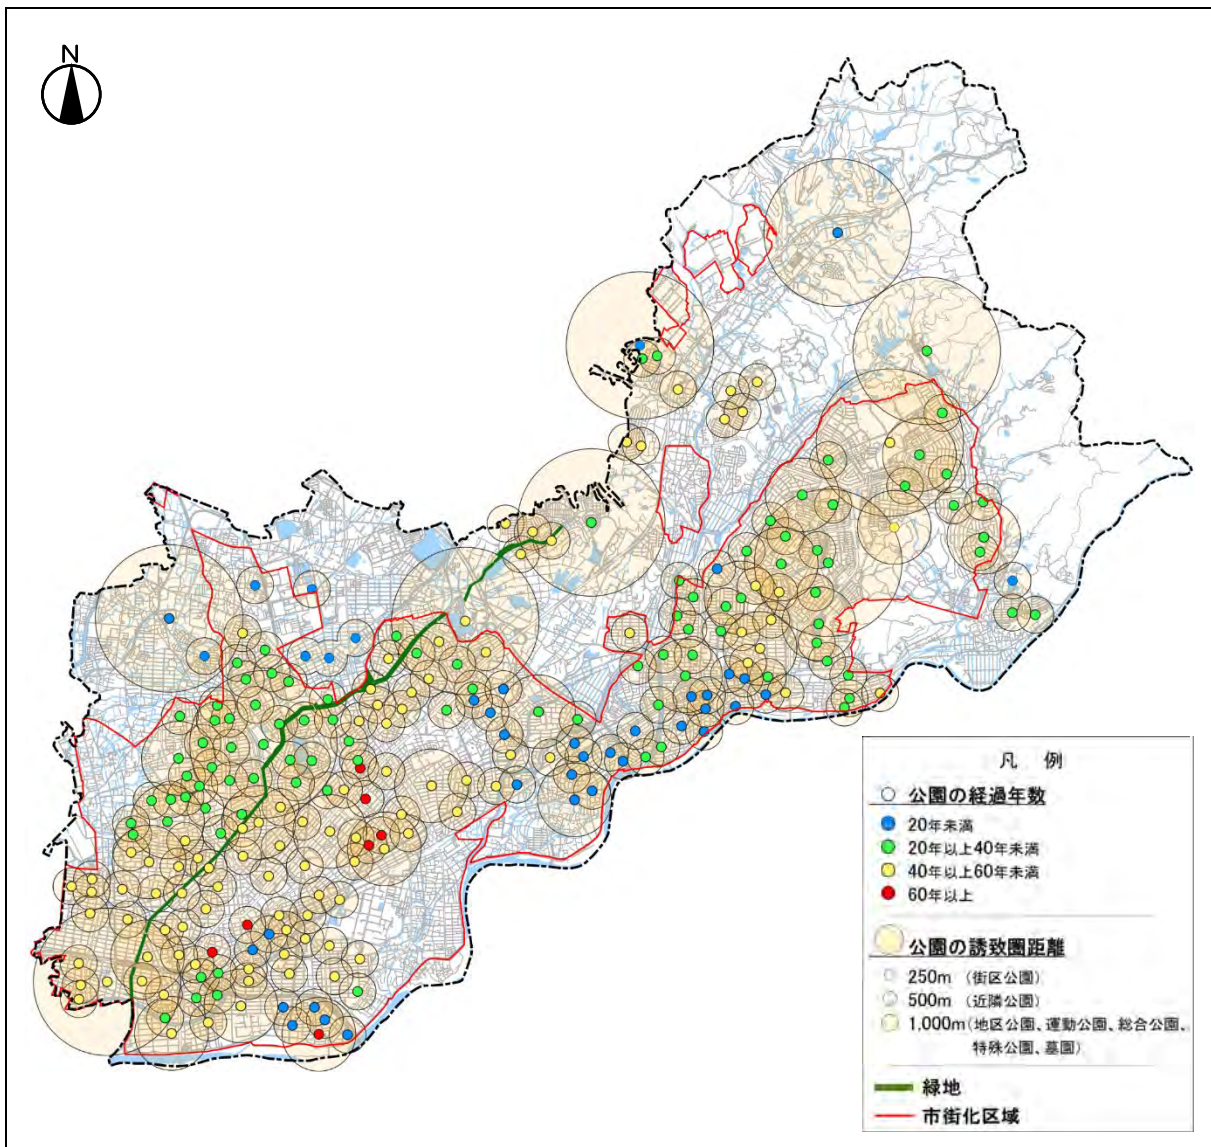 N
凡 例
公園の経過年数
20年未満
20年以上40年未満
40年以上60年未満
60年以上
公園の誘致圏距離
250m (街区公園)
500m (近隣公園)
1,000m(地区公園、運動公園、総合公園、
特殊公園、墓園)
緑地
市街化区域